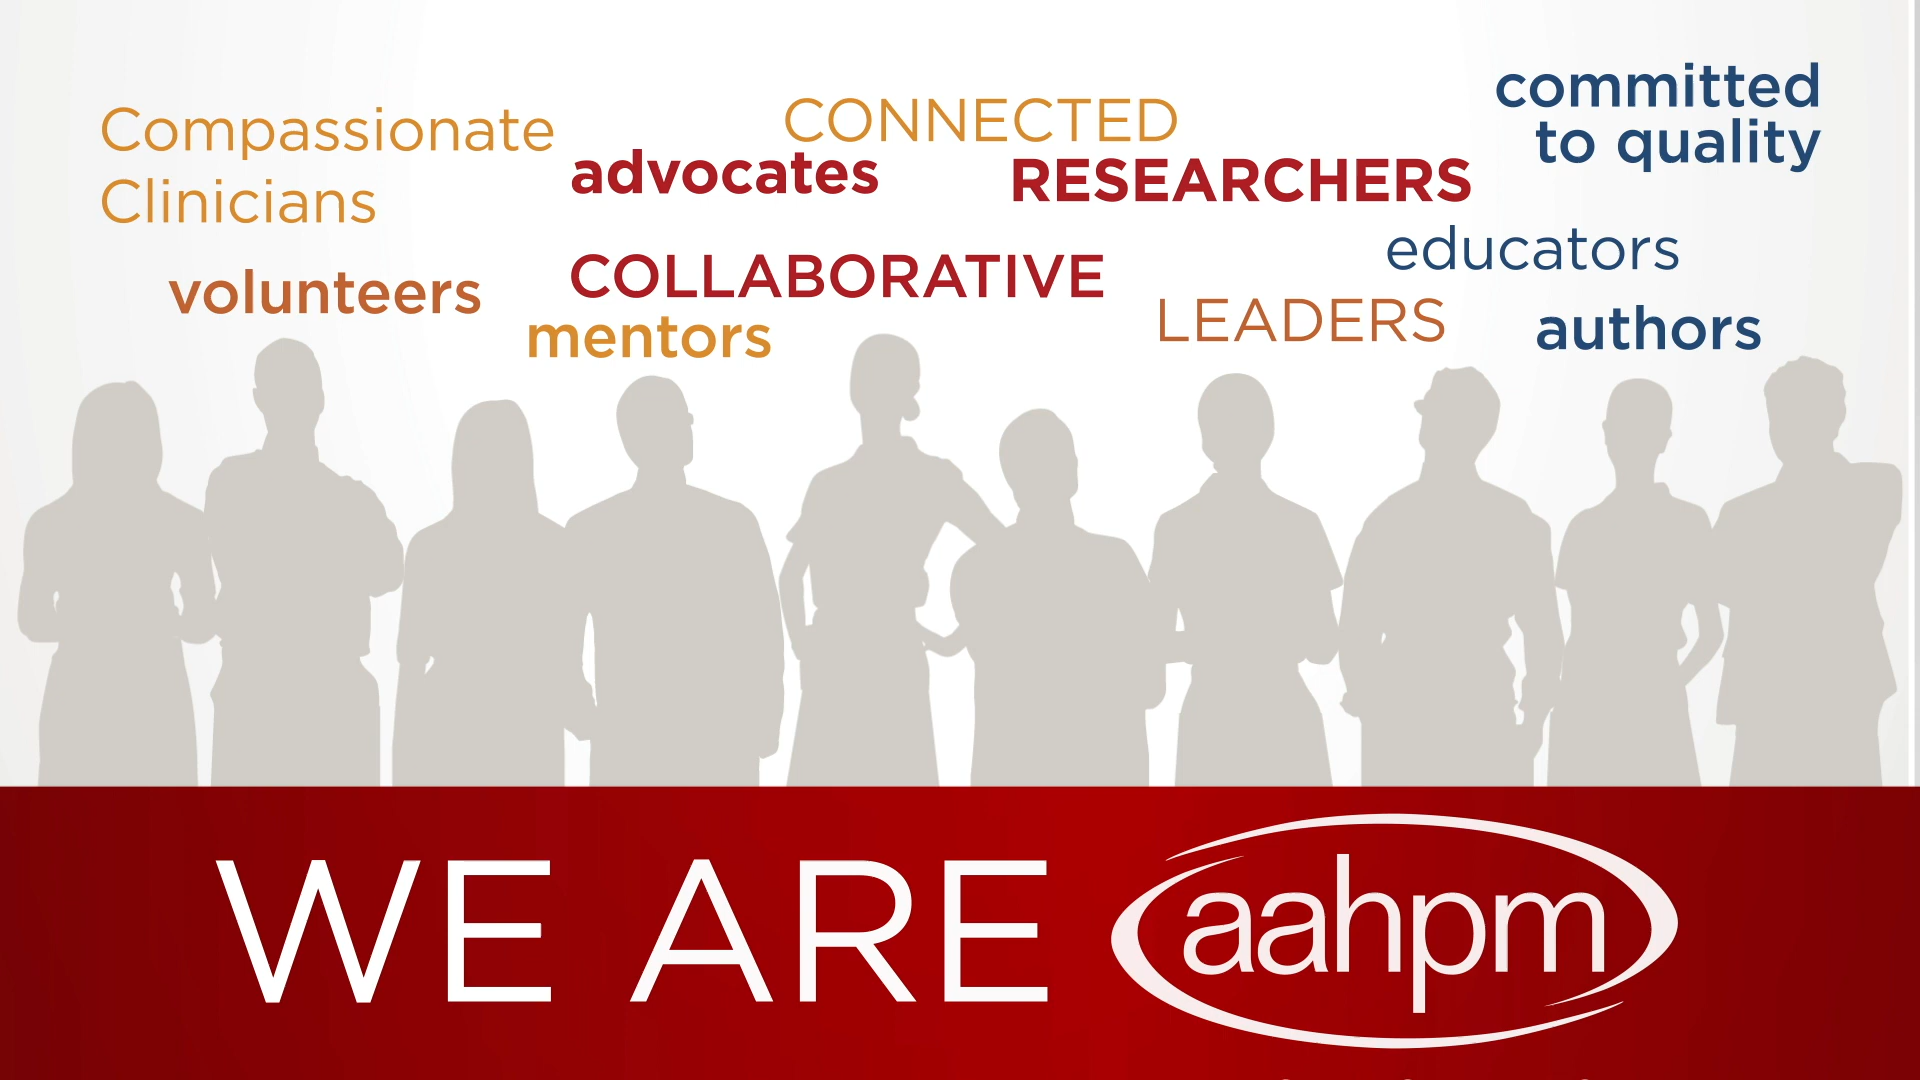 Compassionate
Clinicians
CONNECTED
committed
to quality
advocates
RESEARCHERS
volunteers
COLLABORATIVE
educators
mentors
LEADERS
authors
WE ARE aahpm